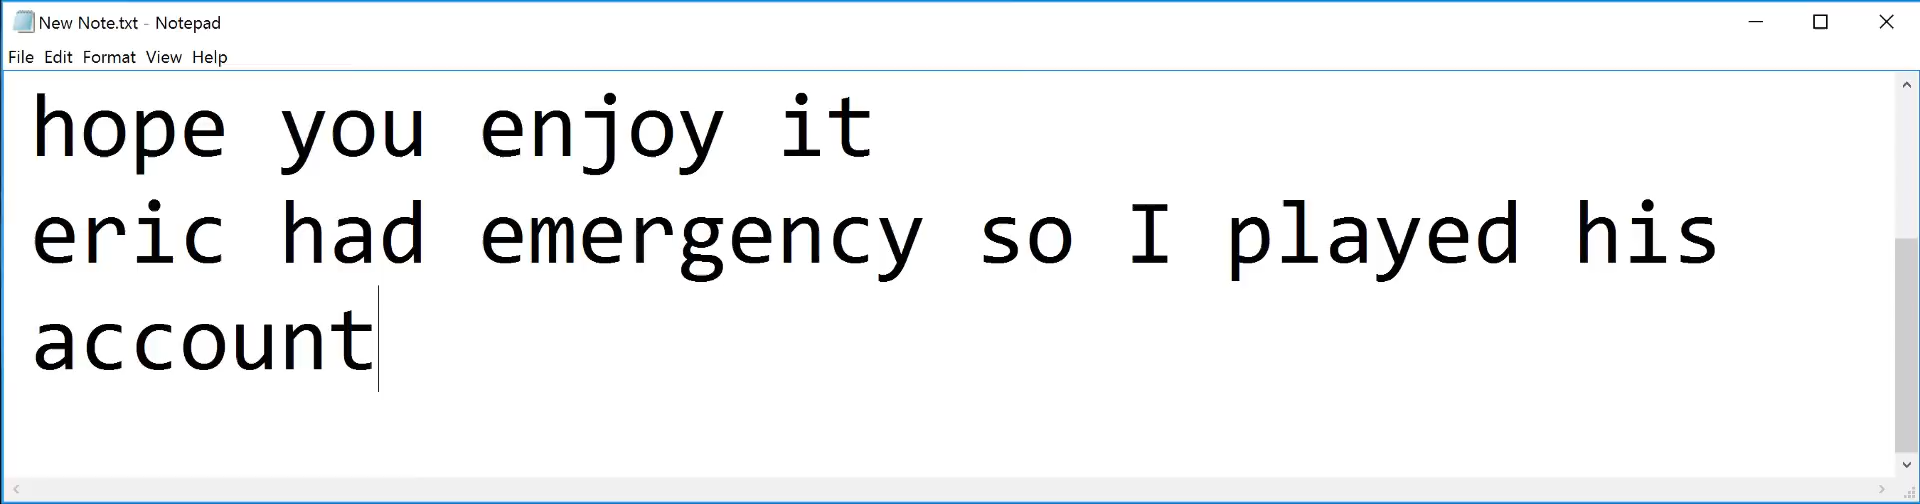 New Note.txt - Notepad
File Edit Format View Help
hope you enjoy it
eric had emergency so I played his
account